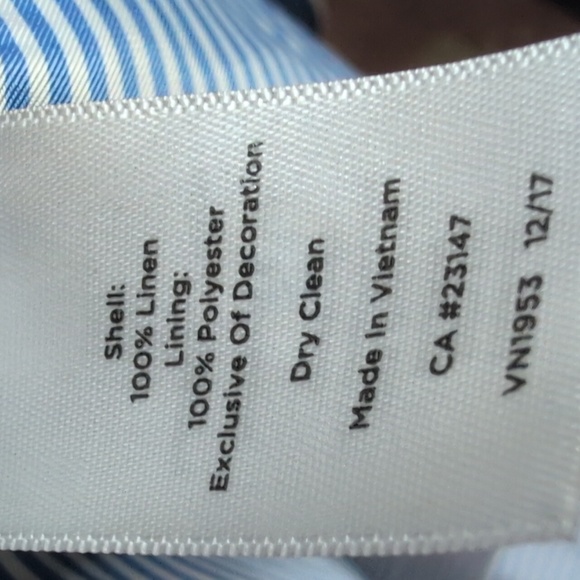 Shell:
100% Linen
Lining:
100% Polyester
Exclusive Of Decoration
Dry Clean
Made In Vietnam
CA #23147
VN1953 12/17